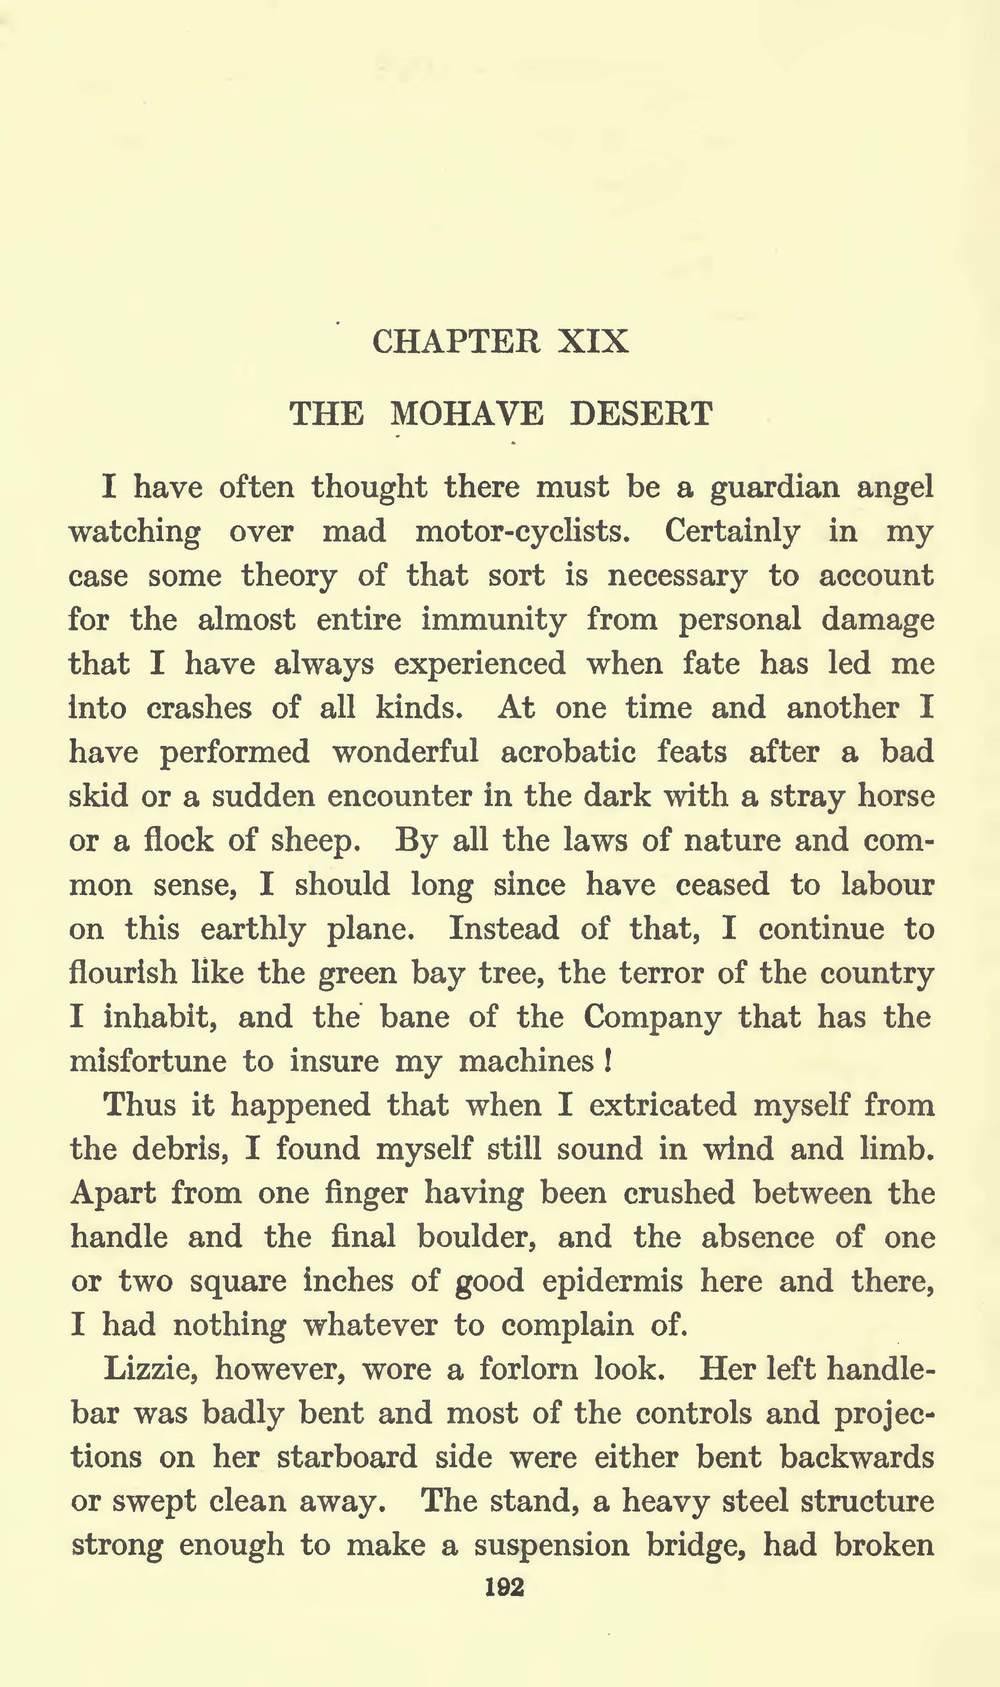 CHAPTER XIX
THE MOHAVE DESERT
I have often thought there must be a guardian angel
watching over mad motor-cyclists. Certainly in my
case some theory of that sort is necessary to account
for the almost entire immunity from personal damage
that I have always experienced when fate has led me
into crashes of all kinds. At one time and another I
have performed wonderful acrobatic feats after a bad
skid or a sudden encounter in the dark with a stray horse
or a flock of sheep. By all the laws of nature and com-
mon sense, I should long since have ceased to labour
on this earthly plane. Instead of that, I continue to
flourish like the green bay tree, the terror of the country
I inhabit, and the bane of the Company that has the
misfortune to insure my machines !
Thus it happened that when I extricated myself from
the debris, I found myself still sound in wind and limb.
Apart from one finger having been crushed between the
handle and the final boulder, and the absence of one
or two square inches of good epidermis here and there,
I had nothing whatever to complain of.
Lizzie, however, wore a forlorn look. Her left handle-
bar was badly bent and most of the controls and projec-
tions on her starboard side were either bent backwards
or swept clean away. The stand, a heavy steel structure
strong enough to make a suspension bridge, had broken
192